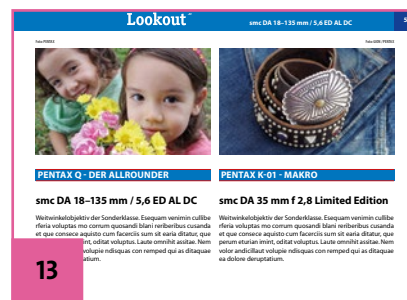 Lookout
smc DA 18–135 mm / 5,6 ED AL DC
PENTAX Q - DER ALLROUNDER
smc DA 18–135 mm / 5,6 ED AL DC
Weitwinkelobjektiv der Sonderklasse. Esequam venimin cullibe
rferia voluptas mo corrum quosandi blani reriberibus cusanda
et que consece aquisto cum facerciis sum sit earia ditatur, que
int, oditat voluptus. Laute omnihit assitae. Nem
volupie ndisquas con remped qui as ditaquae
atium.
13
PENTAX K-01 - MAKRO
smc DA 35 mm f 2,8 Limited Edition
Weitwinkelobjektiv der Sonderklasse. Esequam venimin cullibe
rferia voluptas mo corrum quosandi blani reriberibus cusanda
et que consece aquisto cum facerciis sum sit earia ditatur, que
perum eturian imint, oditat voluptus. Laute omnihit assitae. Nem
volor andicillaut volupie ndisquas con remped qui as ditaquae
ea dolore deruptatium.